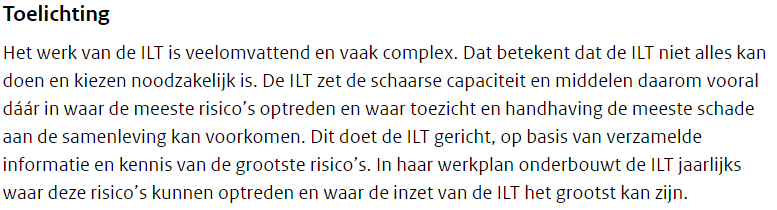 Toelichting
Het werk van de ILT is veelomvattend en vaak complex. Dat betekent dat de ILT niet alles kan
doen en kiezen noodzakelijk is. De ILT zet de schaarse capaciteit en middelen daarom vooral
dáár in waar de meeste risico’s optreden en waar toezicht en handhaving de meeste schade
aan de samenleving kan voorkomen. Dit doet de ILT gericht, op basis van verzamelde
informatie en kennis van de grootste risico’s. In haar werkplan onderbouwt de ILT jaarlijks
waar deze risico’s kunnen optreden en waar de inzet van de ILT het grootst kan zijn.